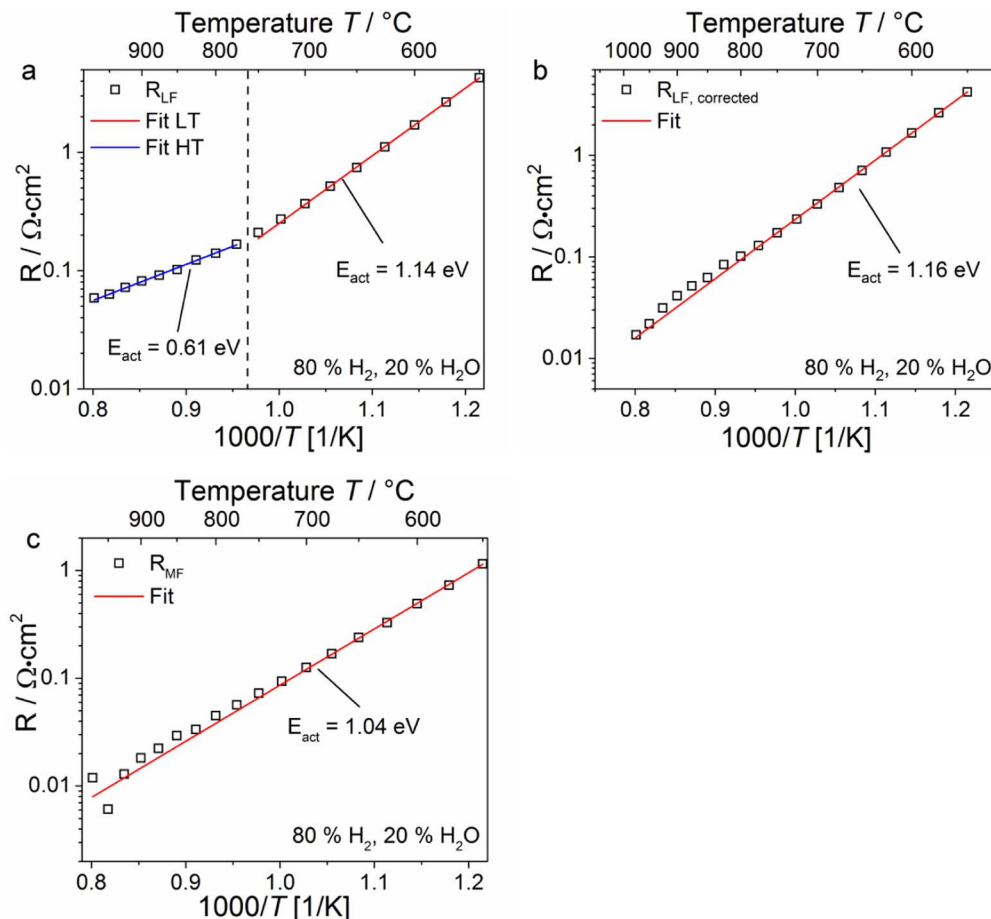 Temperature T / °C
900 800 700 600
a
R_LF
Fit LT
Fit HT
1
0.1
0.01
R / Ω·cm²
E_act = 1.14 eV
E_act = 0.61 eV
80 % H₂, 20 % H₂O
0.8 0.9 1.0 1.1 1.2
1000/T [1/K]
Temperature T / °C
1000 900 800 700 600
b
R_LF, corrected
Fit
1
0.1
0.01
R / Ω·cm²
E_act = 1.16 eV
80 % H₂, 20 % H₂O
0.8 0.9 1.0 1.1 1.2
1000/T [1/K]
Temperature T / °C
900 800 700 600
c
R_MF
Fit
1
0.1
0.01
R / Ω·cm²
E_act = 1.04 eV
80 % H₂, 20 % H₂O
0.8 0.9 1.0 1.1 1.2
1000/T [1/K]